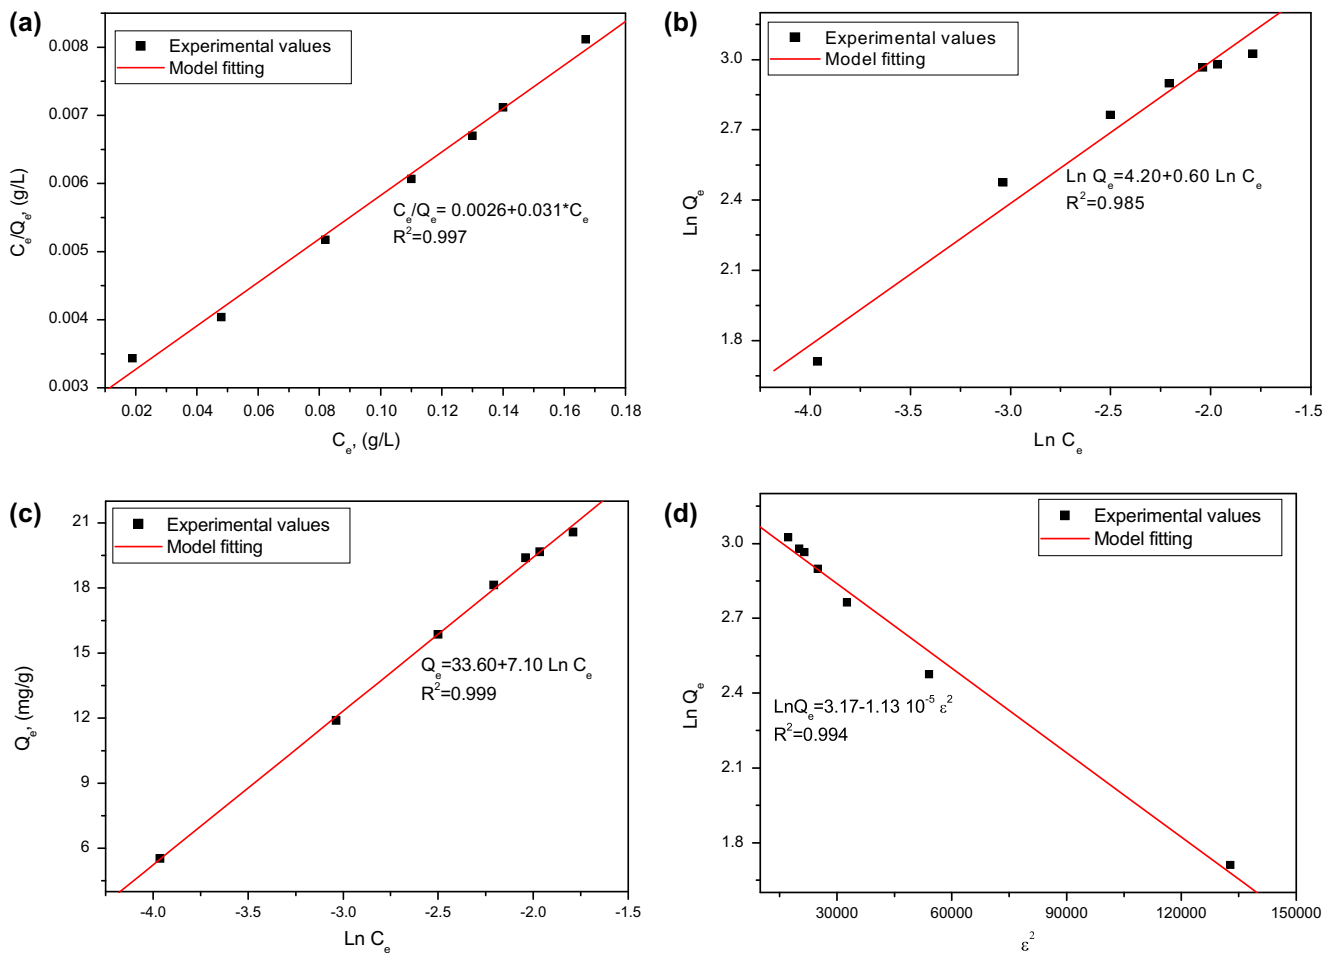 (a)
Experimental values
Model fitting
0.008
0.007
0.006
0.005
0.004
0.003
C_e/Q_e, (g/L)
C_e/Q_e= 0.0026+0.031*C_e
R^2=0.997
0.02 0.04 0.06 0.08 0.10 0.12 0.14 0.16 0.18
C_e, (g/L)
(b)
Experimental values
Model fitting
3.0
2.7
2.4
2.1
1.8
Ln Q_e
Ln Q_e=4.20+0.60 Ln C_e
R^2=0.985
-4.0 -3.5 -3.0 -2.5 -2.0 -1.5
Ln C_e
(c)
Experimental values
Model fitting
21
18
15
12
9
6
Q_e, (mg/g)
Q_e=33.60+7.10 Ln C_e
R^2=0.999
-4.0 -3.5 -3.0 -2.5 -2.0 -1.5
Ln C_e
(d)
Experimental values
Model fitting
3.0
2.7
2.4
2.1
1.8
Ln Q_e
LnQ_e=3.17-1.13 10^-5 ε^2
R^2=0.994
30000 60000 90000 120000 150000
ε^2